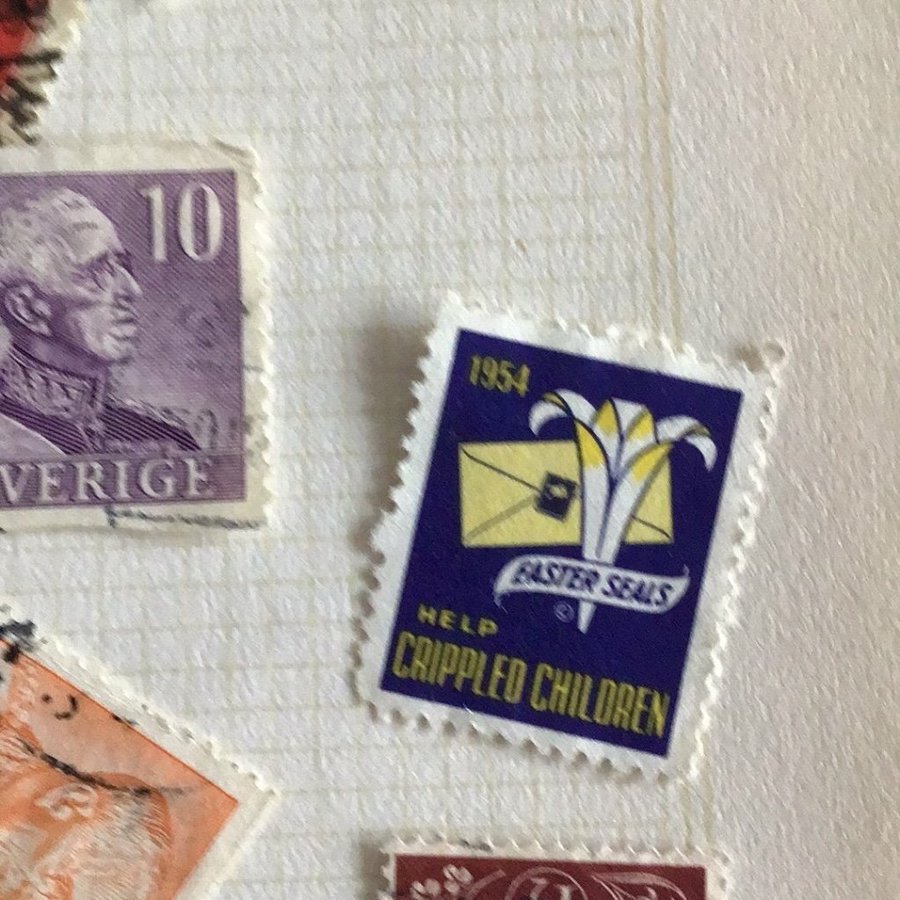 10
VERIGE
1954
EASTER SEALS
©
HELP
CRIPPLED CHILDREN